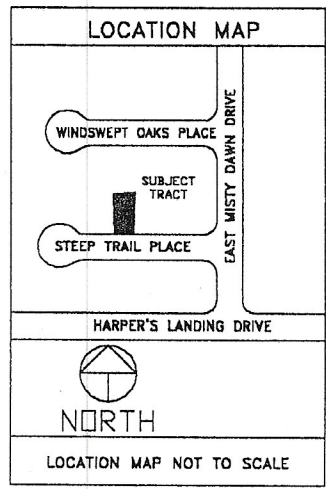 LOCATION MAP
WINDSWEPT OAKS PLACE
EAST MISTY DAWN DRIVE
SUBJECT
TRACT
STEEP TRAIL PLACE
HARPER'S LANDING DRIVE
NORTH
LOCATION MAP NOT TO SCALE